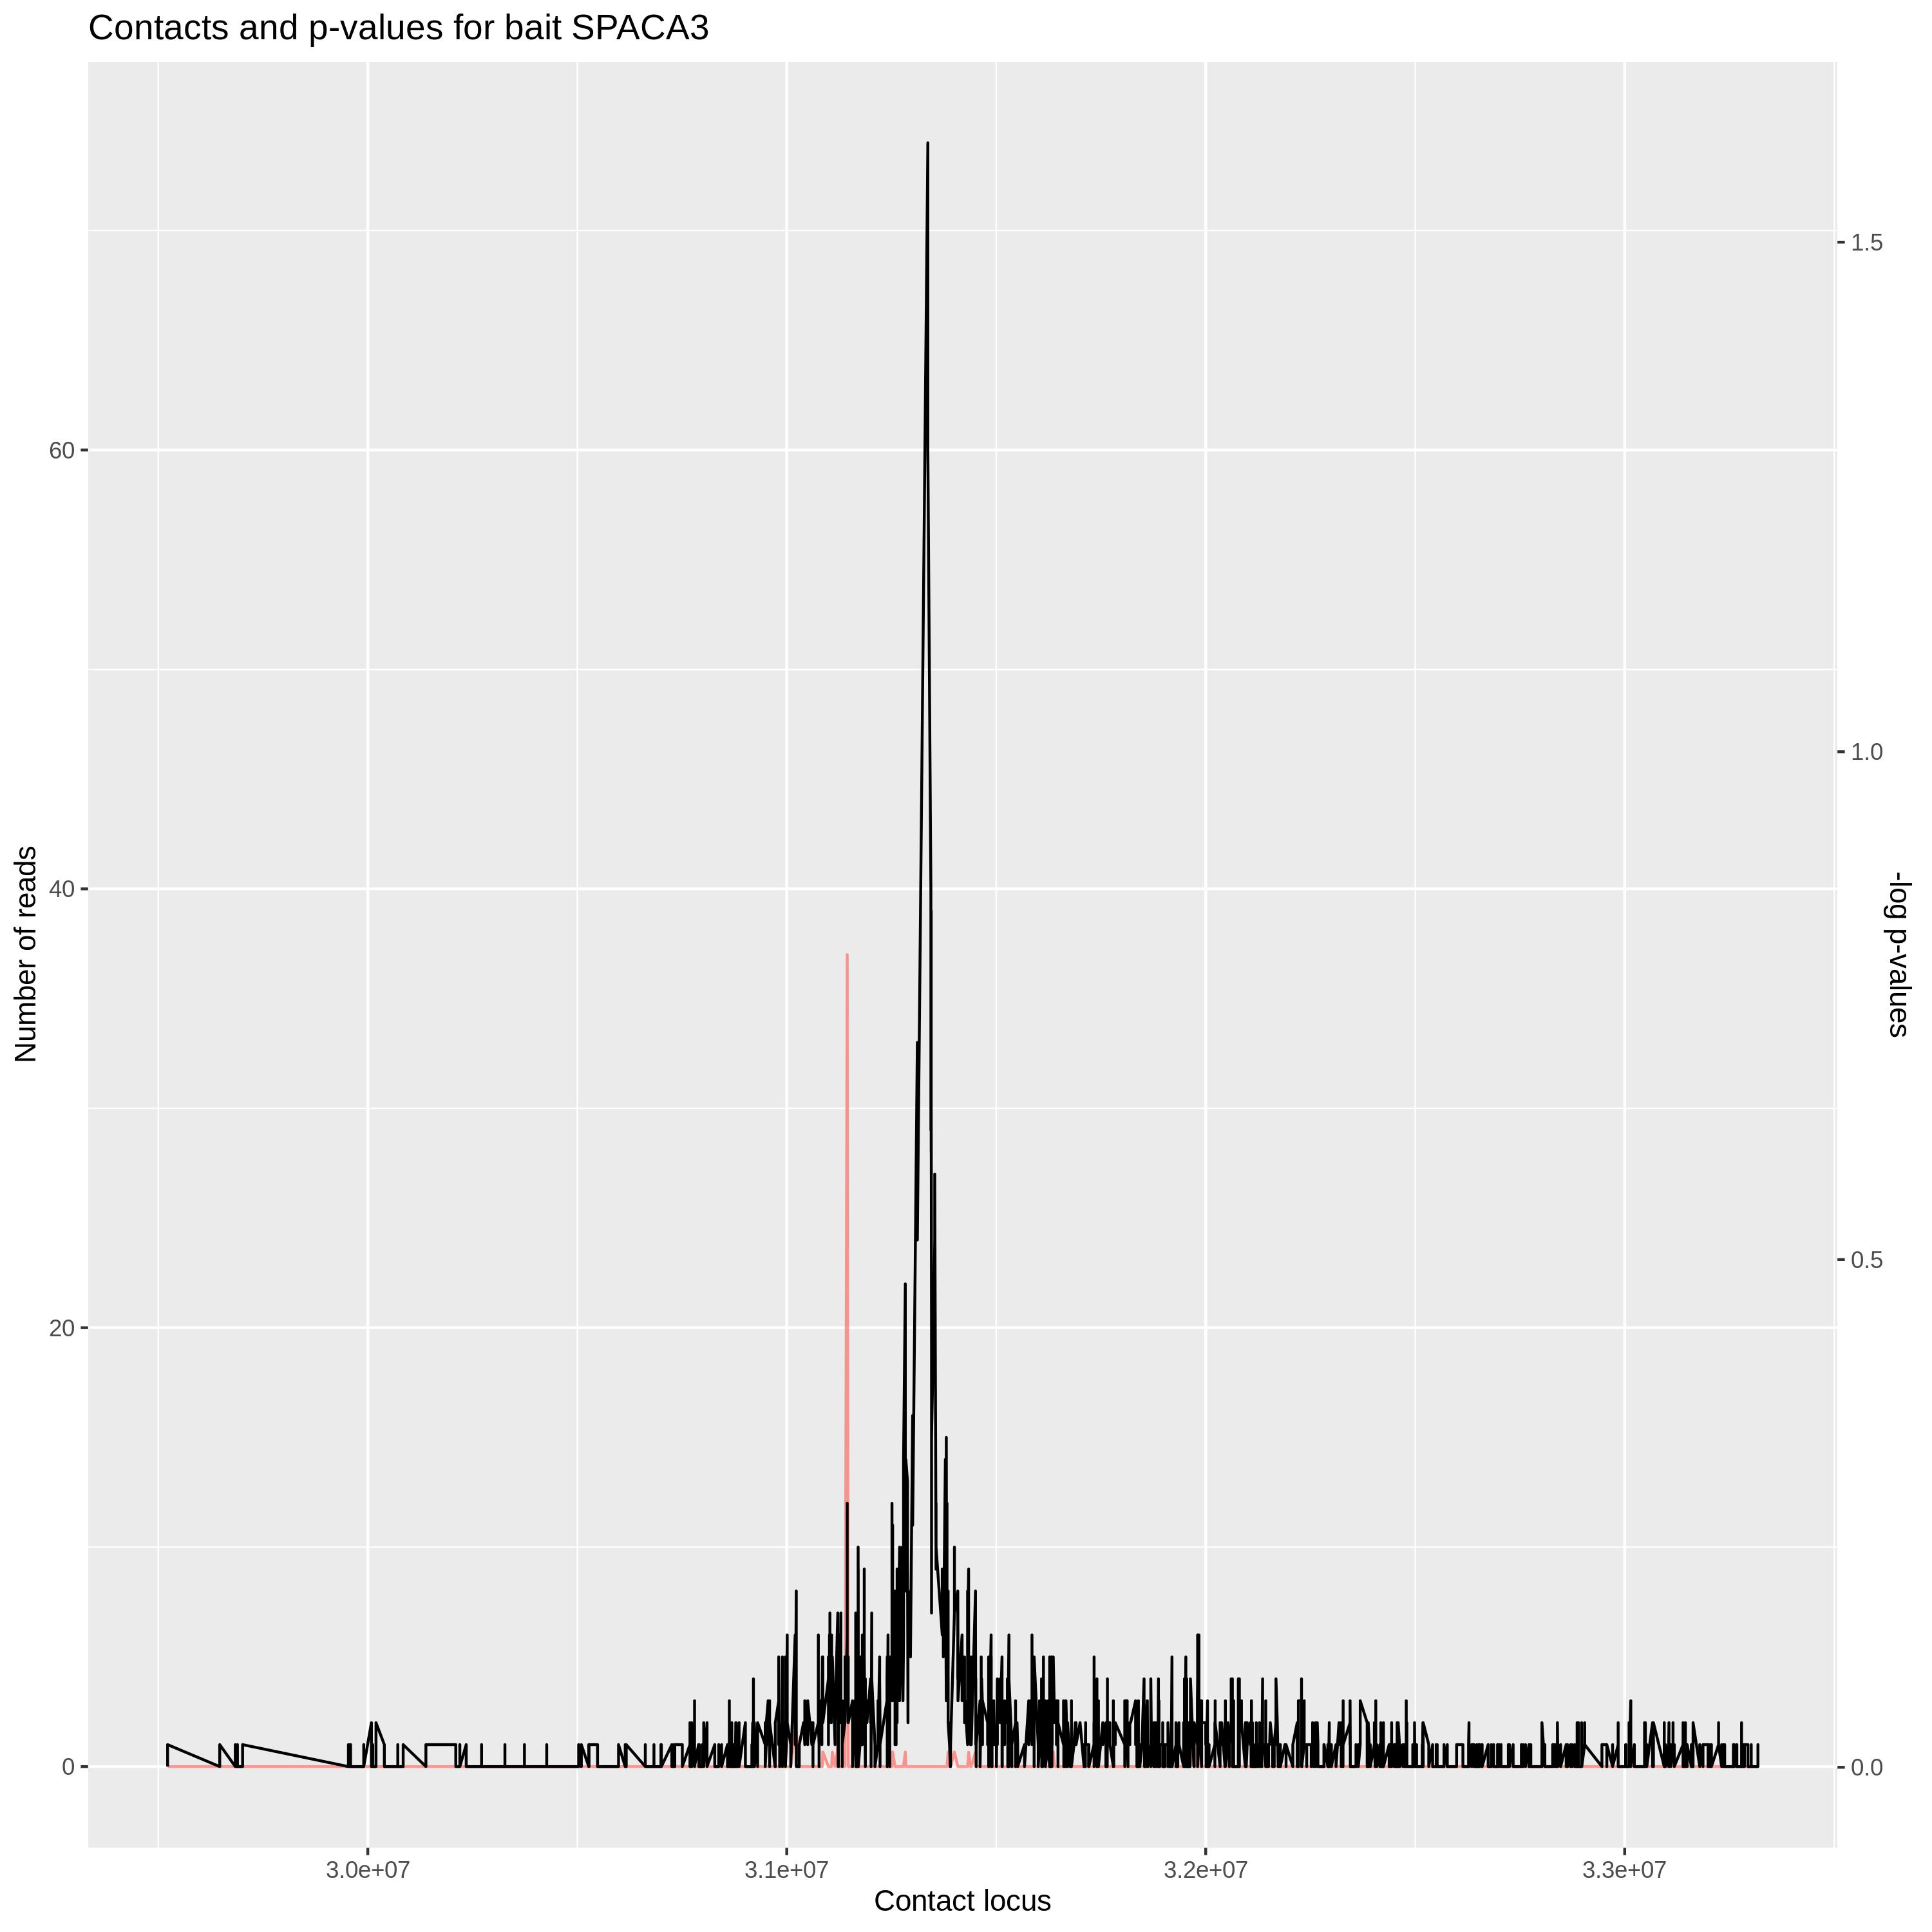 Contacts and p-values for bait SPACA3
Number of reads
60
40
20
0
1.5
1.0
0.5
0.0
-log p-values
3.0e+07
3.1e+07
3.2e+07
3.3e+07
Contact locus